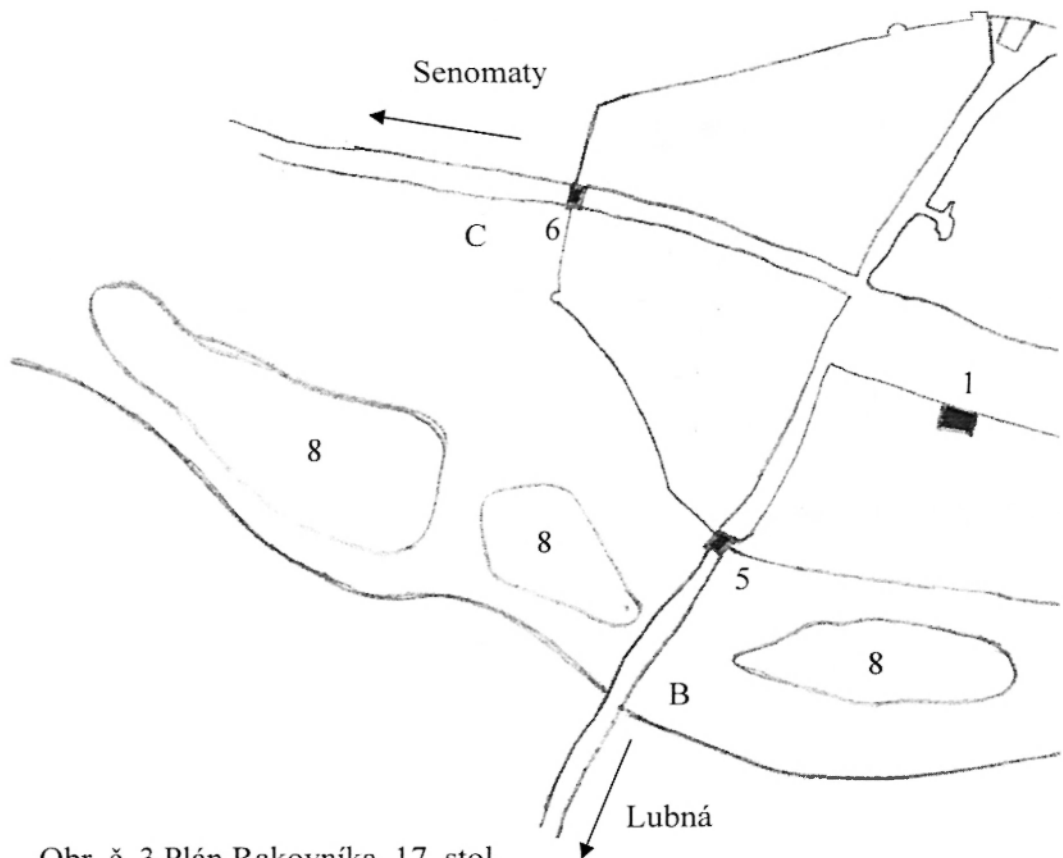 Senomaty
C
6
1
8
8
5
8
B
Lubná
Obr. č. 3 Plán Rakovníka, 17. stol.